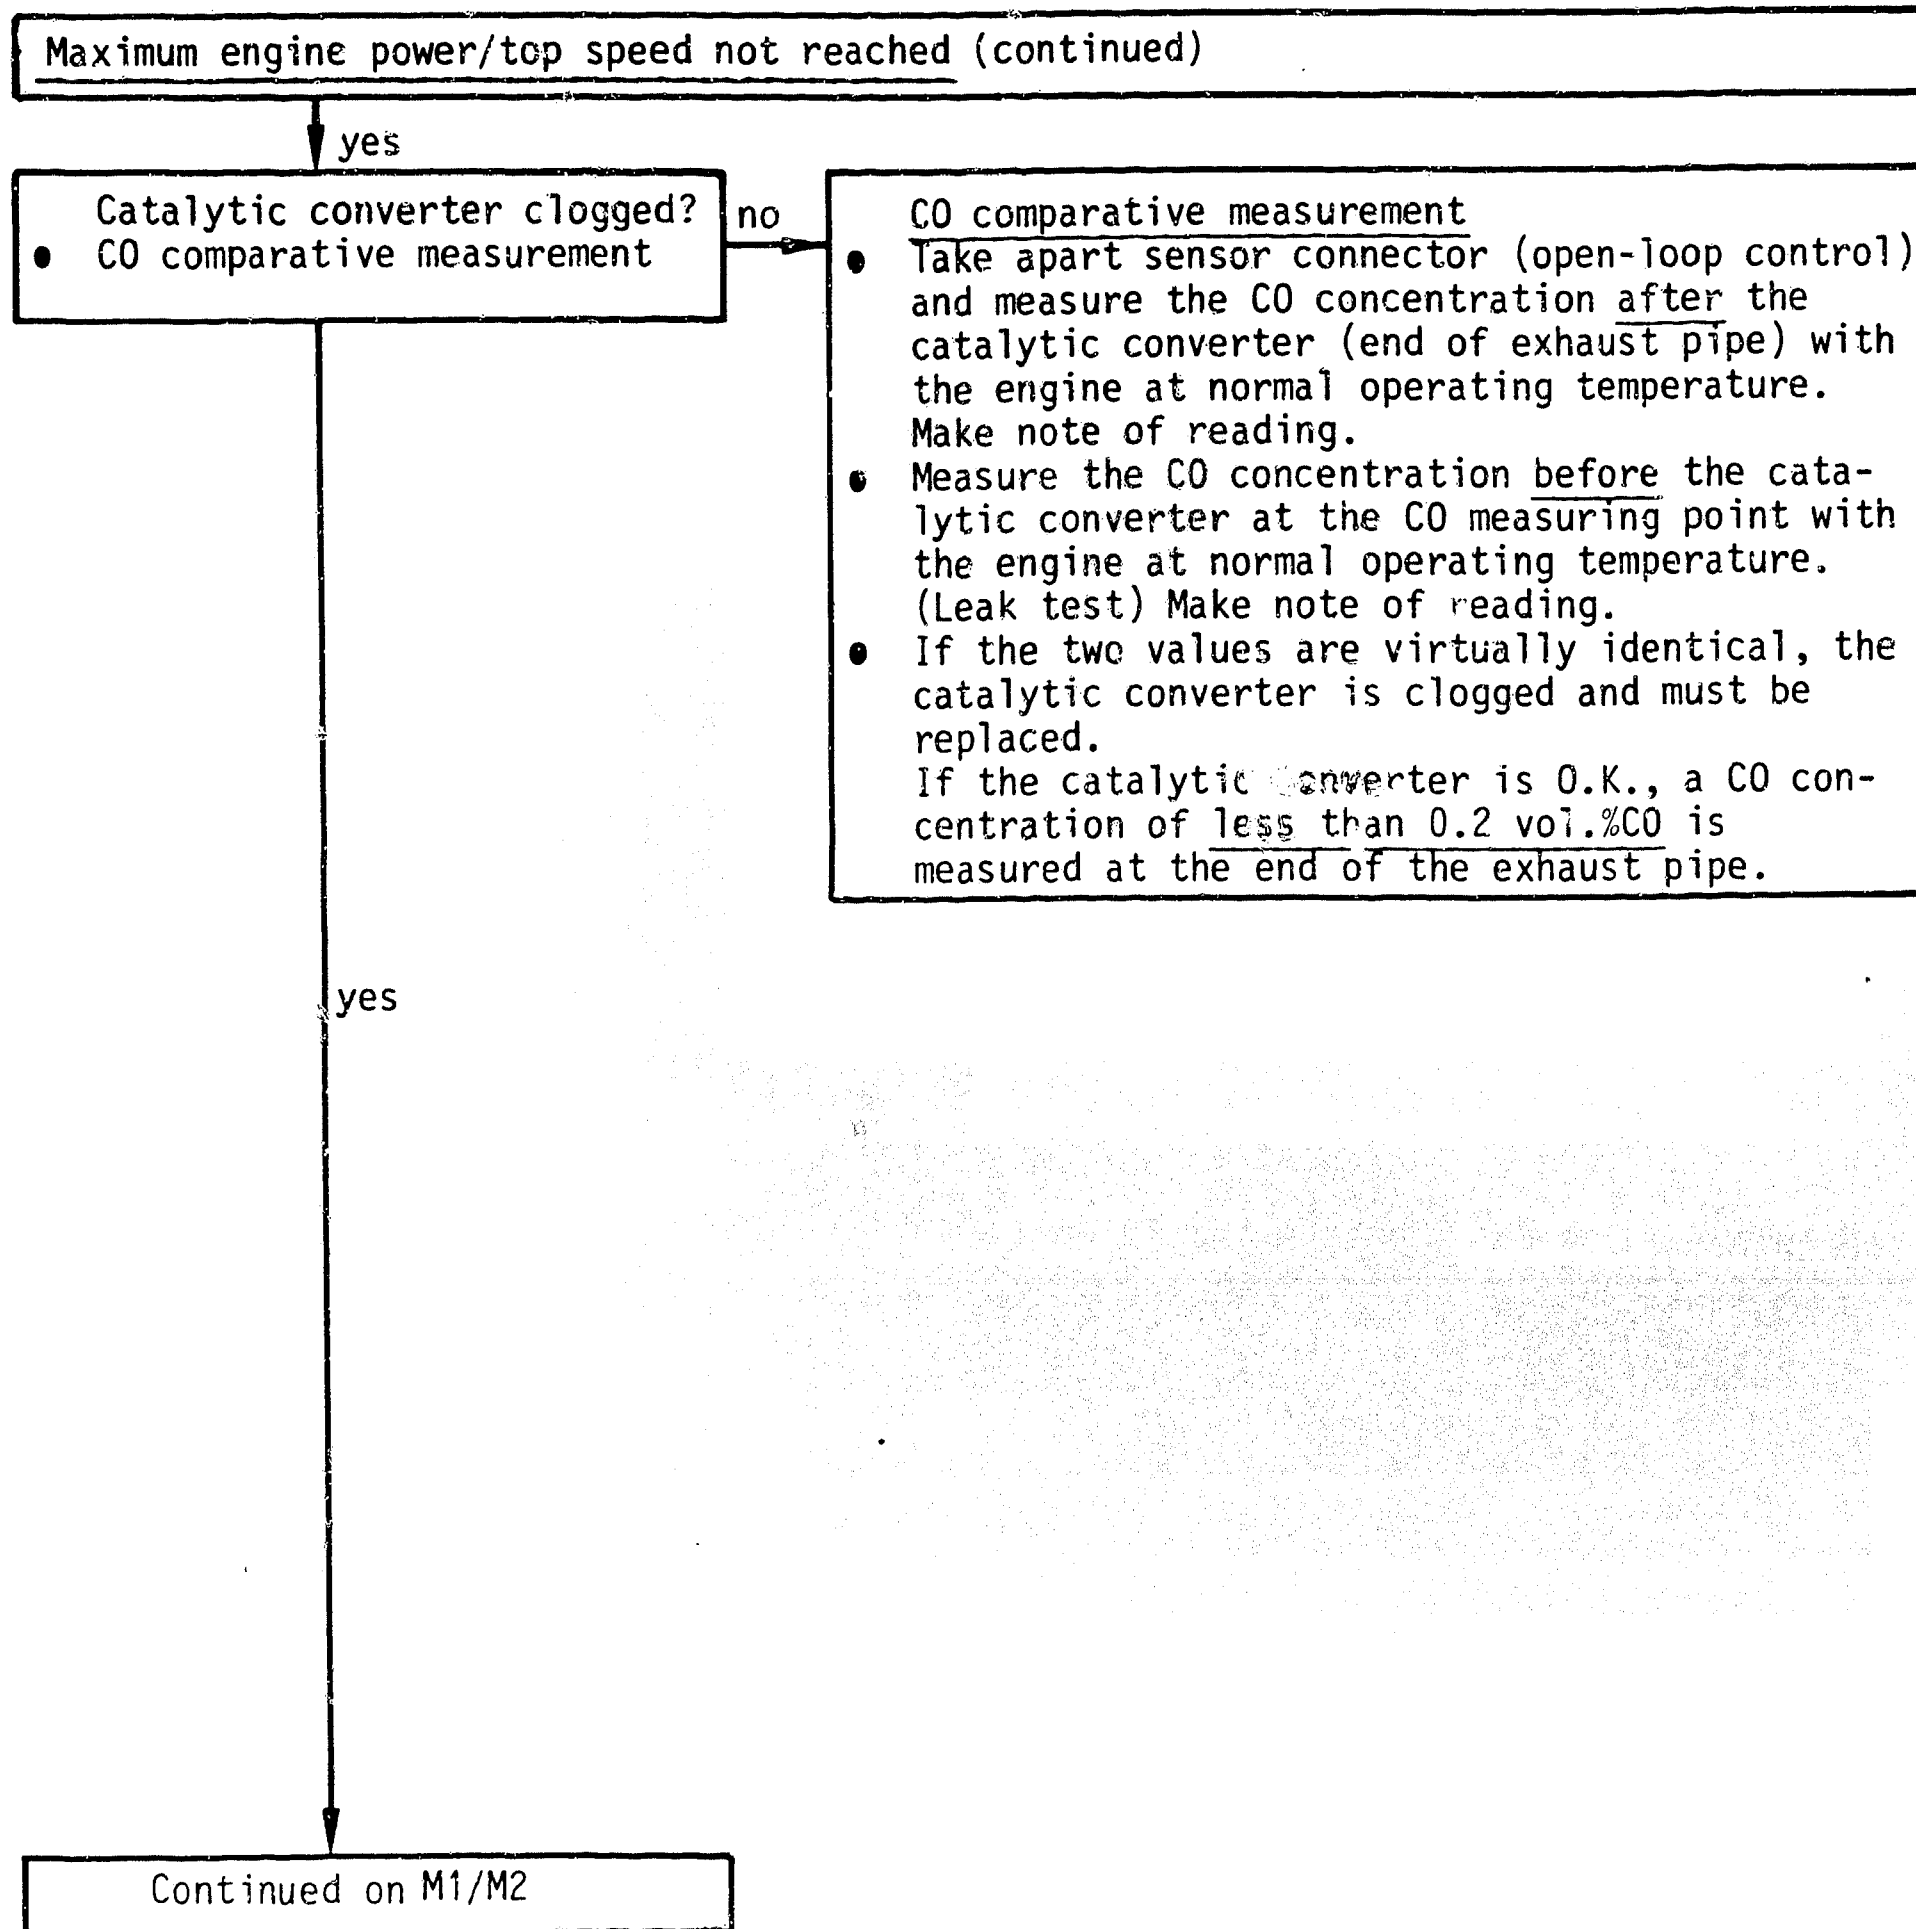 Maximum engine power/top speed not reached (continued)
yes
Catalytic converter clogged?
● CO comparative measurement
no
CO comparative measurement
● Take apart sensor connector (open-loop control)
and measure the CO concentration after the
catalytic converter (end of exhaust pipe) with
the engine at normal operating temperature.
Make note of reading.
● Measure the CO concentration before the cata-
lytic converter at the CO measuring point with
the engine at normal operating temperature.
(Leak test) Make note of reading.
● If the two values are virtually identical, the
catalytic converter is clogged and must be
replaced.
If the catalytic converter is O.K., a CO con-
centration of less than 0.2 vol.%CO is
measured at the end of the exhaust pipe.
yes
Continued on M1/M2